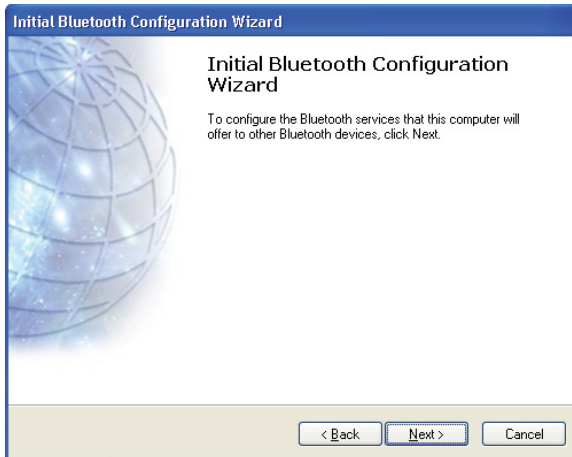 Initial Bluetooth Configuration Wizard
Initial Bluetooth Configuration
Wizard
To configure the Bluetooth services that this computer will
offer to other Bluetooth devices, click Next.
< Back Next > Cancel